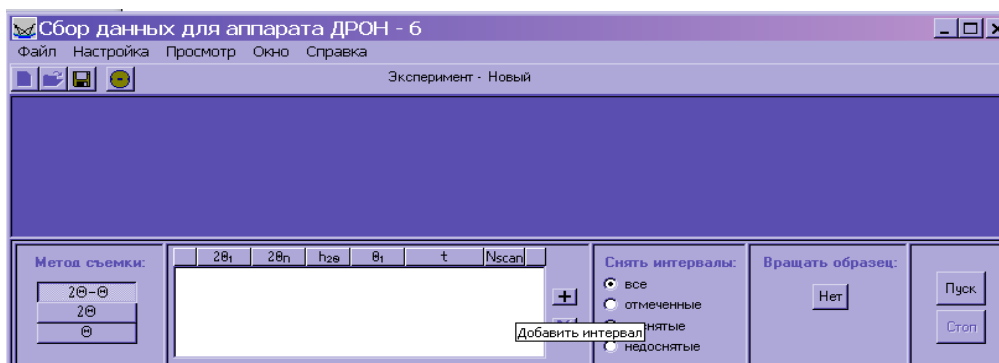 Сбор данных для аппарата ДРОН - 6
Файл Настройка Просмотр Окно Справка
Эксперимент - Новый
Метод съемки:
2Θ-Θ
2Θ
Θ
2θ₁ 2θn h₂θ θ₁ t Nscan
+
Добавить интервал
Снять интервалы:
все
отмеченные
недоснятые
Вращать образец:
Нет
Пуск
Стоп